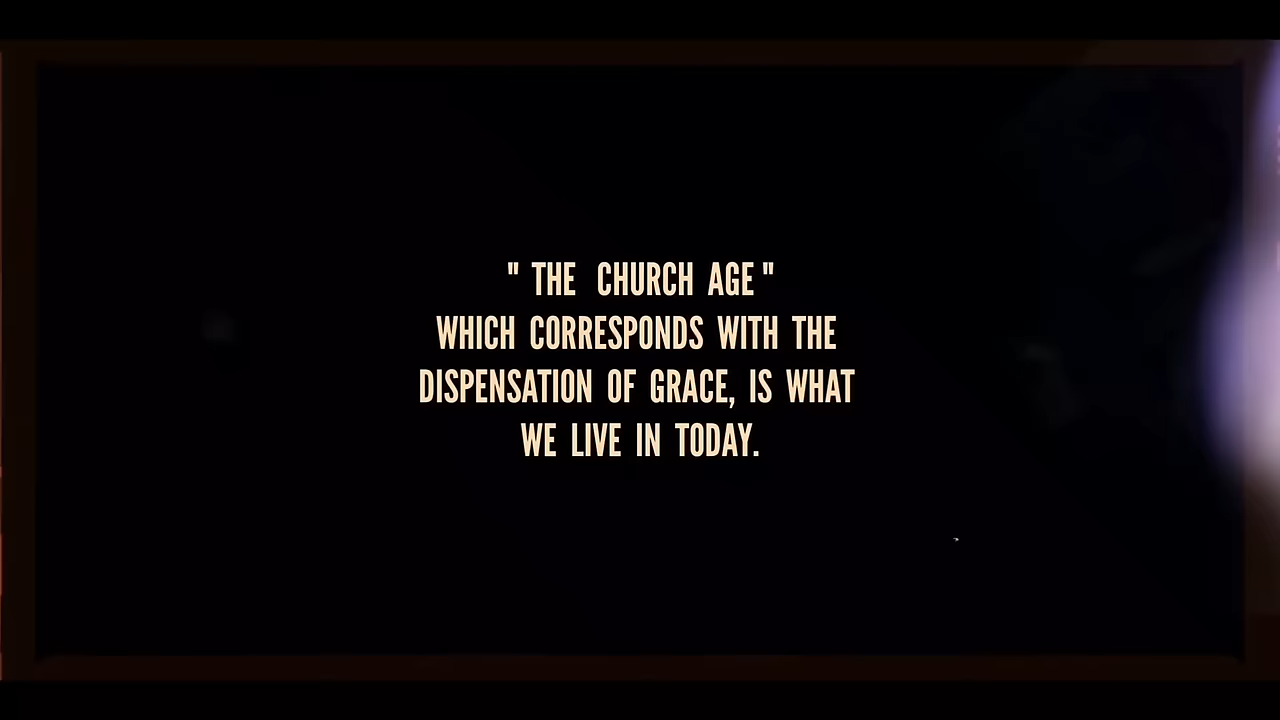 " THE CHURCH AGE "
WHICH CORRESPONDS WITH THE
DISPENSATION OF GRACE, IS WHAT
WE LIVE IN TODAY.